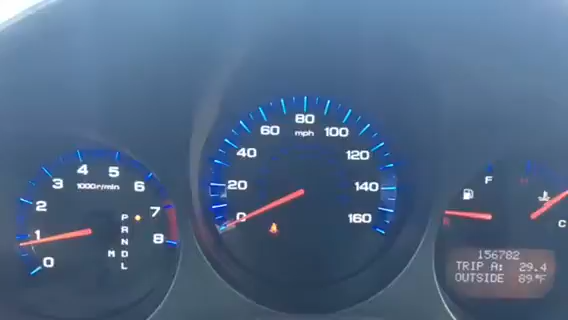 0 1 2 3 4 5 6 7 8
1000r/min
P
R
N
M D
L
0 20 40 60 80 100 120 140 160
mph
F
H
C
156782
TRIP A: 29.4
OUTSIDE 89°F